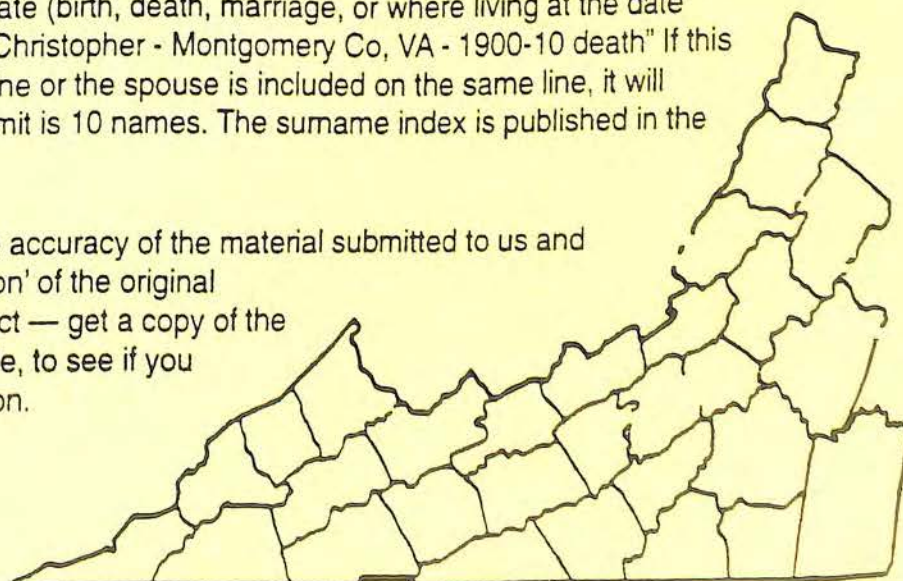 ate (birth, death, marriage, or where living at the date
Christopher - Montgomery Co, VA - 1900-10 death" If this
ne or the spouse is included on the same line, it will
mit is 10 names. The surname index is published in the
accuracy of the material submitted to us and
on' of the original
ct — get a copy of the
e, to see if you
on.